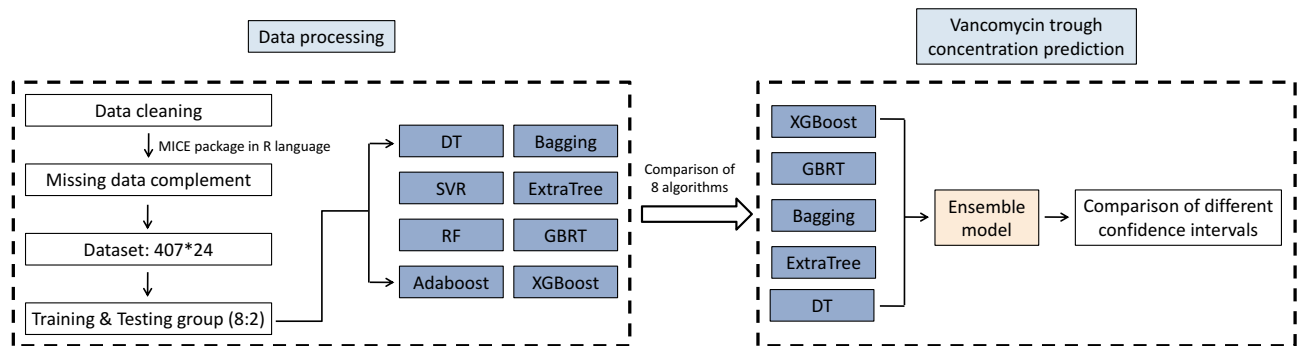 Data processing
Data cleaning
MICE package in R language
Missing data complement
Dataset: 407*24
Training & Testing group (8:2)
DT
Bagging
SVR
ExtraTree
RF
GBRT
Adaboost
XGBoost
Comparison of
8 algorithms
Vancomycin trough
concentration prediction
XGBoost
GBRT
Bagging
ExtraTree
DT
Ensemble
model
Comparison of different
confidence intervals